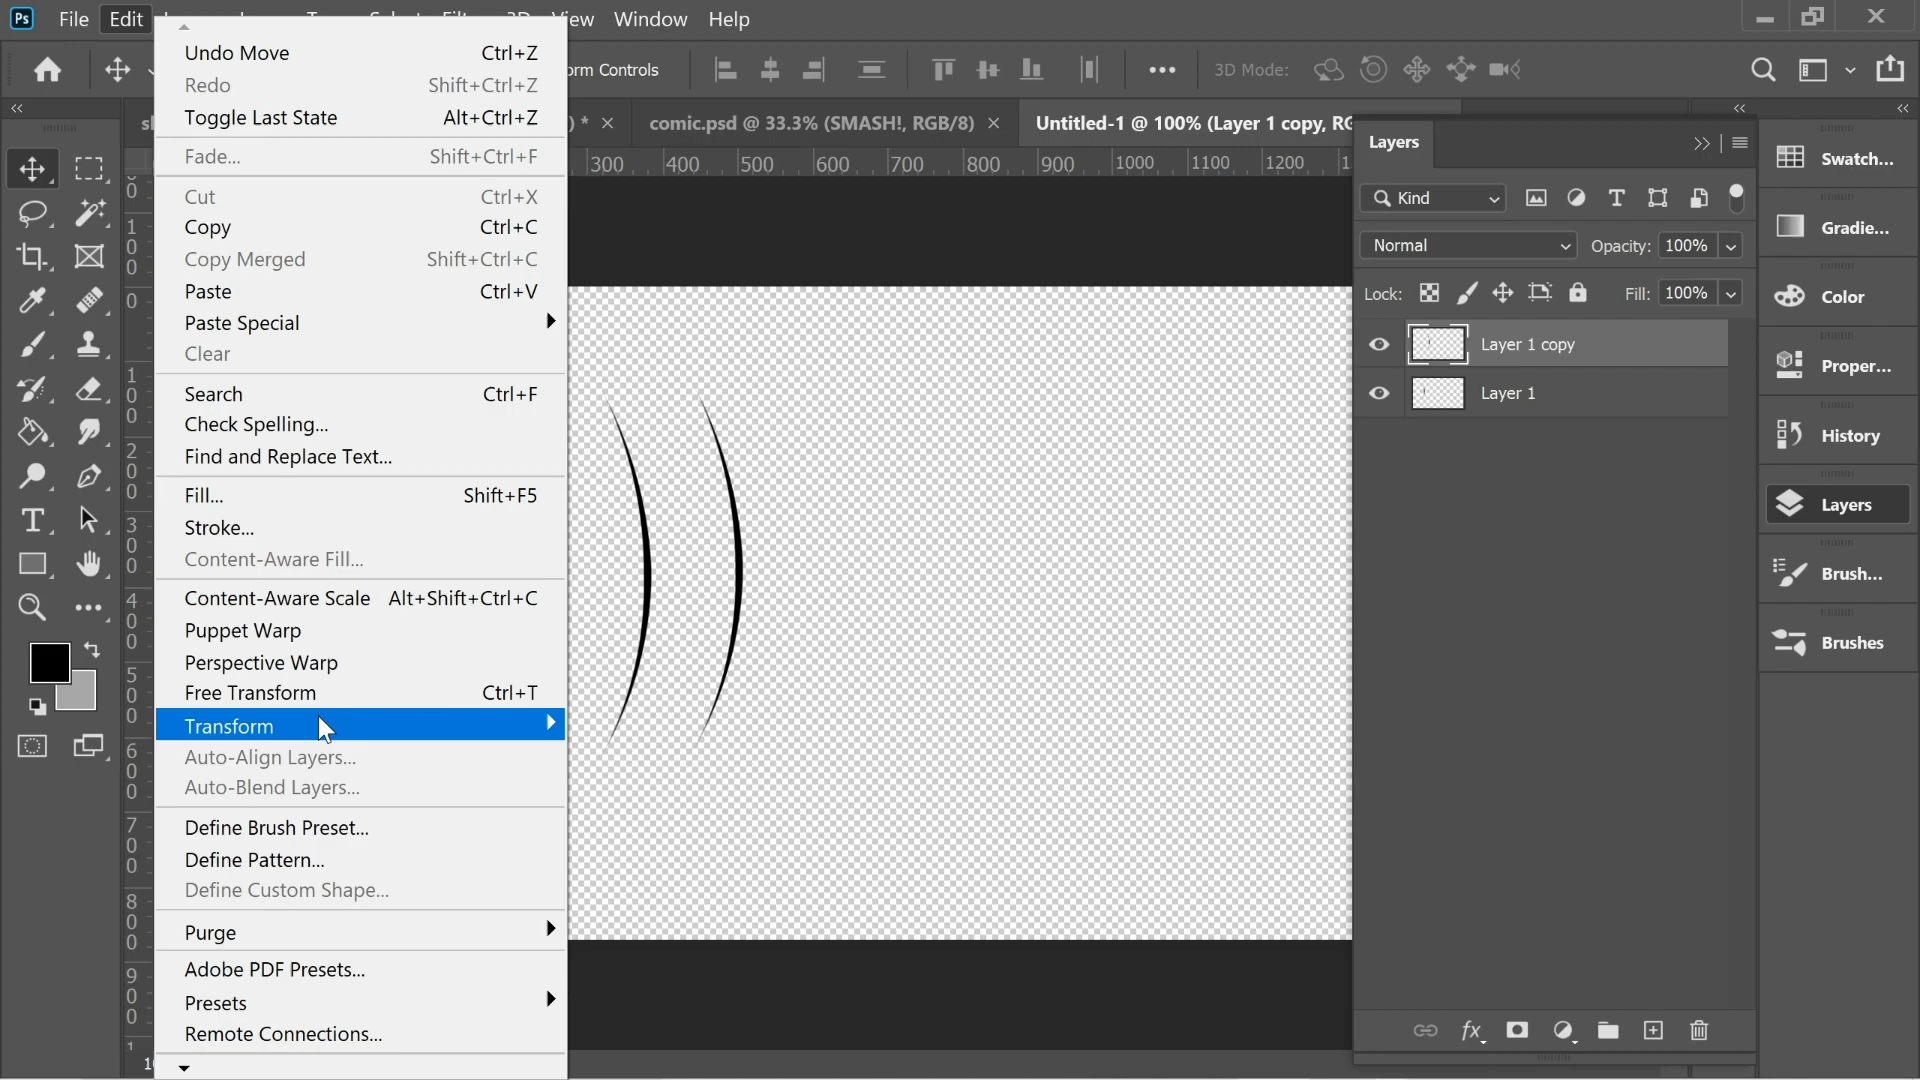 Ps File Edit View Window Help
orm Controls
3D Mode:
) * × comic.psd @ 33.3% (SMASH!, RGB/8) × Untitled-1 @ 100% (Layer 1 copy, RG
300 400 500 600 700 800 900 1000 1100 1200
Undo Move Ctrl+Z
Redo Shift+Ctrl+Z
Toggle Last State Alt+Ctrl+Z
Fade... Shift+Ctrl+F
Cut Ctrl+X
Copy Ctrl+C
Copy Merged Shift+Ctrl+C
Paste Ctrl+V
Paste Special
Clear
Search Ctrl+F
Check Spelling...
Find and Replace Text...
Fill... Shift+F5
Stroke...
Content-Aware Fill...
Content-Aware Scale Alt+Shift+Ctrl+C
Puppet Warp
Perspective Warp
Free Transform Ctrl+T
Transform
Auto-Align Layers...
Auto-Blend Layers...
Define Brush Preset...
Define Pattern...
Define Custom Shape...
Purge
Adobe PDF Presets...
Presets
Remote Connections...
Layers
Kind
Normal Opacity: 100%
Lock: Fill: 100%
Layer 1 copy
Layer 1
Swatch...
Gradie...
Color
Proper...
History
Layers
Brush...
Brushes